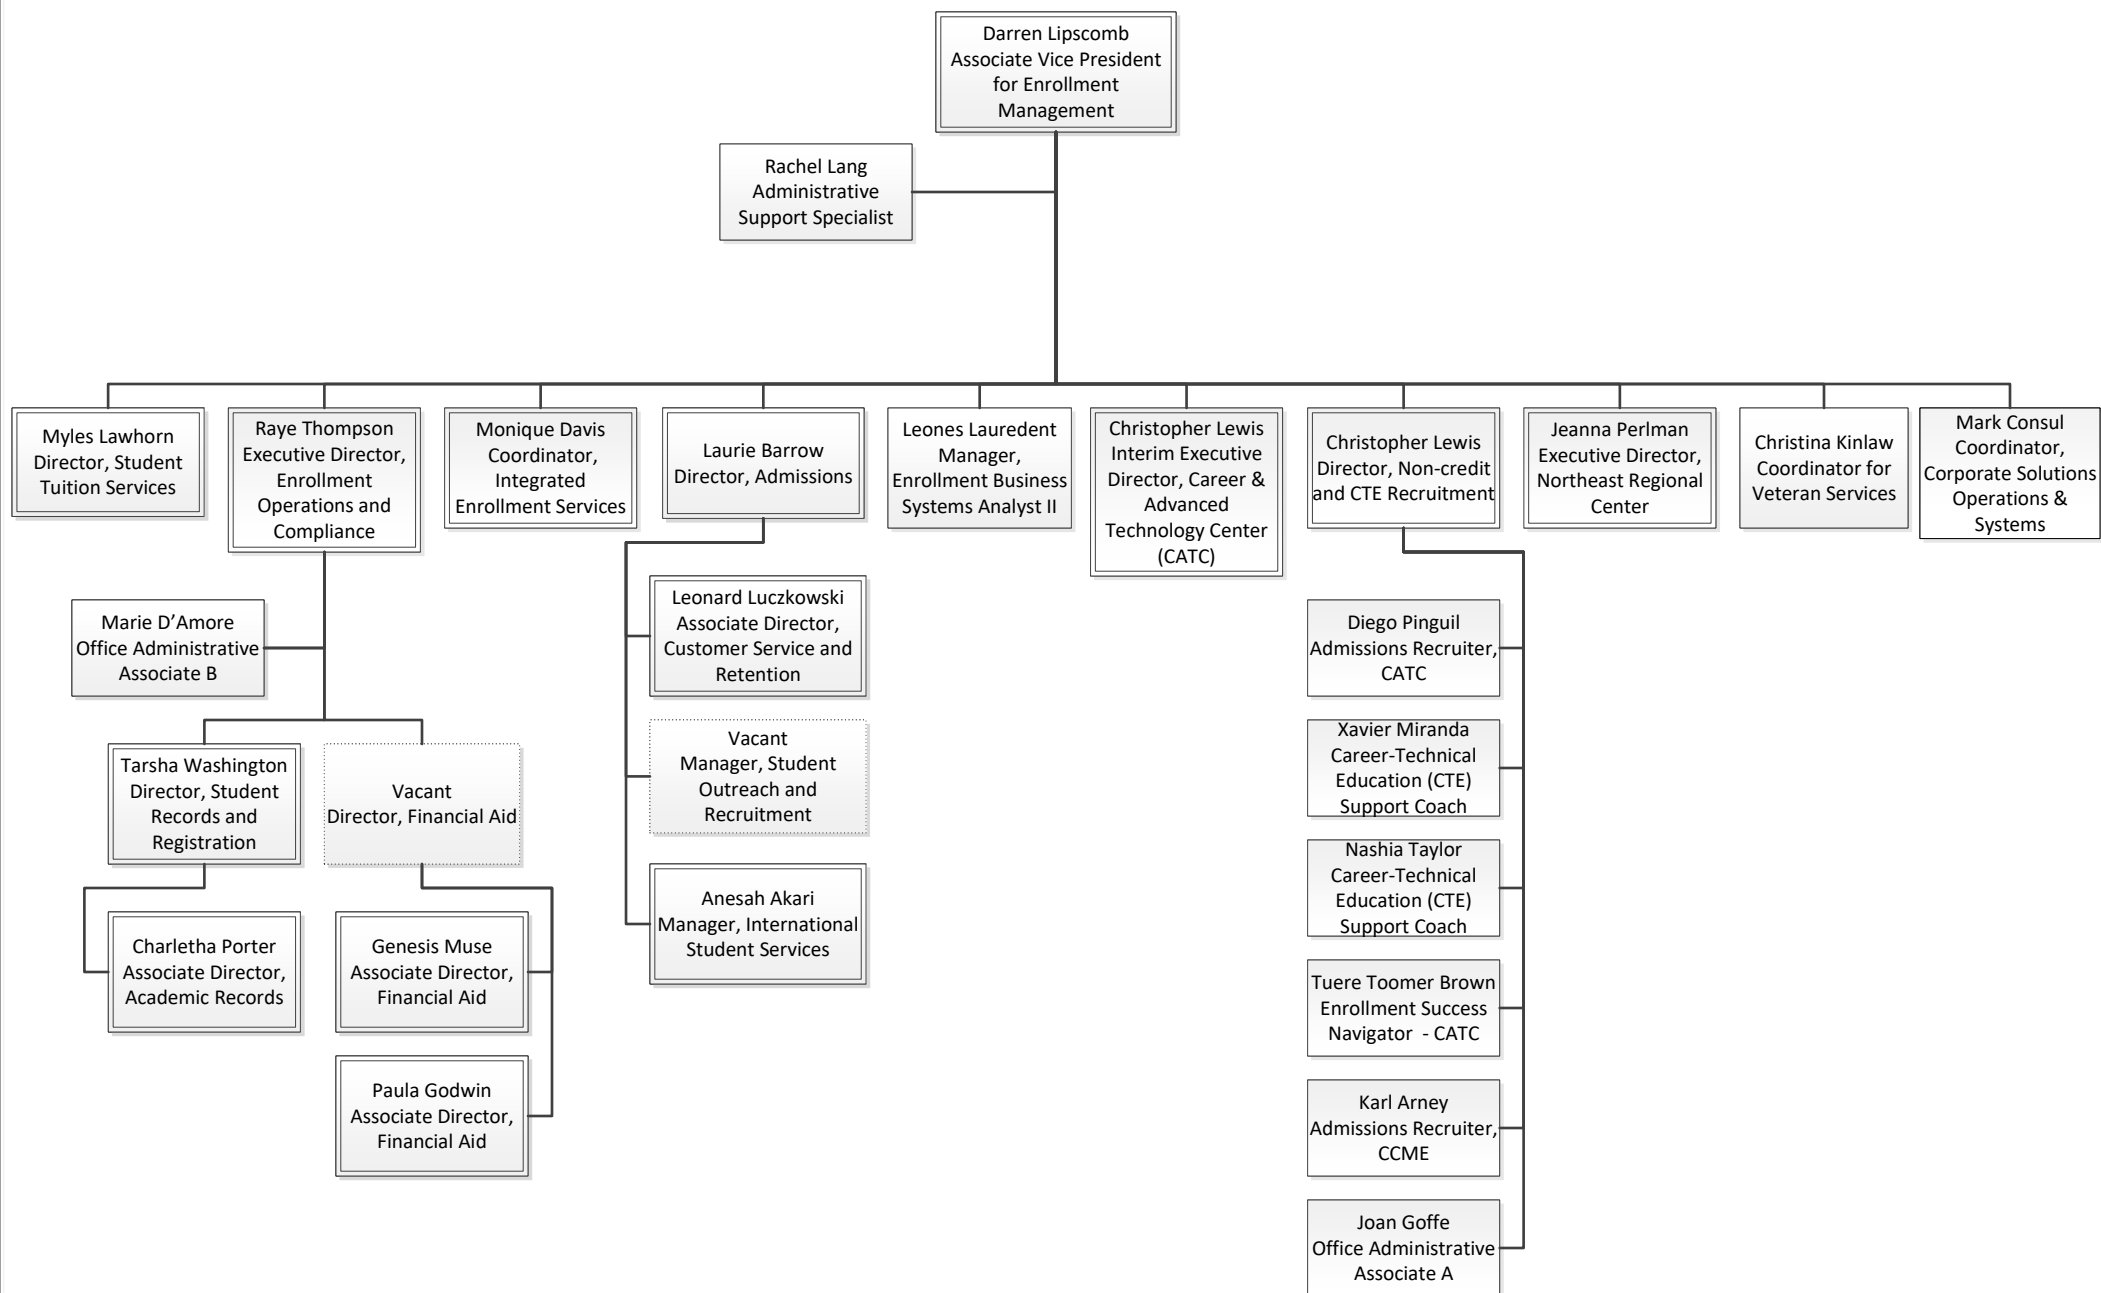 Darren Lipscomb
Associate Vice President
for Enrollment
Management
Rachel Lang
Administrative
Support Specialist
Myles Lawhorn
Director, Student
Tuition Services
Raye Thompson
Executive Director,
Enrollment
Operations and
Compliance
Monique Davis
Coordinator,
Integrated
Enrollment Services
Laurie Barrow
Director, Admissions
Leones Lauredent
Manager,
Enrollment Business
Systems Analyst II
Christopher Lewis
Interim Executive
Director, Career &
Advanced
Technology Center
(CATC)
Christopher Lewis
Director, Non-credit
and CTE Recruitment
Jeanna Perlman
Executive Director,
Northeast Regional
Center
Christina Kinlaw
Coordinator for
Veteran Services
Mark Consul
Coordinator,
Corporate Solutions
Operations &
Systems
Marie D’Amore
Office Administrative
Associate B
Tarsha Washington
Director, Student
Records and
Registration
Vacant
Director, Financial Aid
Charletha Porter
Associate Director,
Academic Records
Genesis Muse
Associate Director,
Financial Aid
Paula Godwin
Associate Director,
Financial Aid
Leonard Luczkowski
Associate Director,
Customer Service and
Retention
Vacant
Manager, Student
Outreach and
Recruitment
Anesah Akari
Manager, International
Student Services
Diego Pinguil
Admissions Recruiter,
CATC
Xavier Miranda
Career-Technical
Education (CTE)
Support Coach
Nashia Taylor
Career-Technical
Education (CTE)
Support Coach
Tuere Toomer Brown
Enrollment Success
Navigator  - CATC
Karl Arney
Admissions Recruiter,
CCME
Joan Goffe
Office Administrative
Associate A